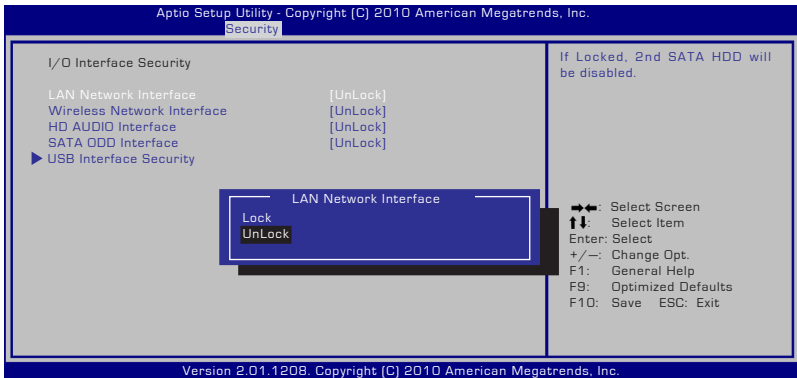 Aptio Setup Utility - Copyright (C) 2010 American Megatrends, Inc.
Security
I/O Interface Security
LAN Network Interface [UnLock]
Wireless Network Interface [UnLock]
HD AUDIO Interface [UnLock]
SATA ODD Interface [UnLock]
USB Interface Security
LAN Network Interface
Lock
UnLock
If Locked, 2nd SATA HDD will
be disabled.
→←: Select Screen
↑↓: Select Item
Enter: Select
+/—: Change Opt.
F1: General Help
F9: Optimized Defaults
F10: Save ESC: Exit
Version 2.01.1208. Copyright (C) 2010 American Megatrends, Inc.